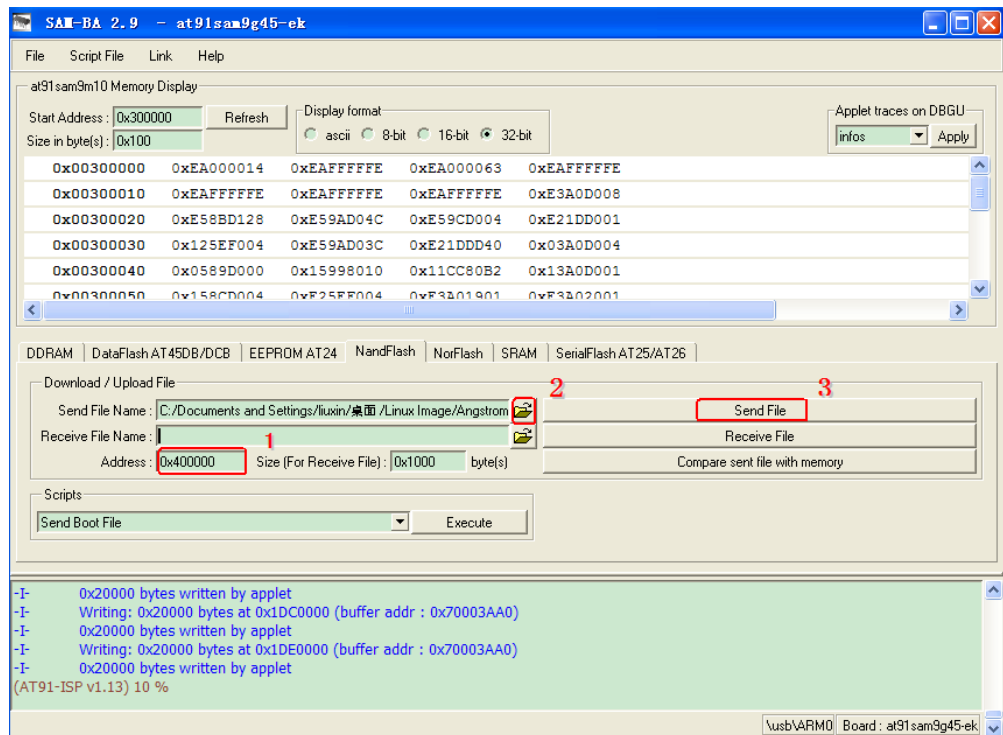 SAM-BA 2.9 - at91sam9g45-ek
File Script File Link Help
at91sam9m10 Memory Display
Start Address : 0x300000 Refresh
Size in byte(s) : 0x100
Display format
ascii 8-bit 16-bit 32-bit
Applet traces on DBGU
infos Apply
0x00300000 0xEA000014 0xEAFFFFFE 0xEA000063 0xEAFFFFFE
0x00300010 0xEAFFFFFE 0xEAFFFFFE 0xEAFFFFFE 0xE3A0D008
0x00300020 0xE58BD128 0xE59AD04C 0xE59CD004 0xE21DD001
0x00300030 0x125EF004 0xE59AD03C 0xE21DDD40 0x03A0D004
0x00300040 0x0589D000 0x15998010 0x11CC80B2 0x13A0D001
0x00300050 0x158CD004 0xE25EF004 0xE3A01901 0xE3A02001
DDRAM DataFlash AT45DB/DCB EEPROM AT24 NandFlash NorFlash SRAM SerialFlash AT25/AT26
Download / Upload File
2
3
Send File Name : C:/Documents and Settings/liuxin/桌面 /Linux Image/Angstrom Send File
Receive File Name : Receive File
1
Address : 0x400000 Size (For Receive File) : 0x1000 byte(s) Compare sent file with memory
Scripts
Send Boot File Execute
-I- 0x20000 bytes written by applet
-I- Writing: 0x20000 bytes at 0x1DC0000 (buffer addr : 0x70003AA0)
-I- 0x20000 bytes written by applet
-I- Writing: 0x20000 bytes at 0x1DE0000 (buffer addr : 0x70003AA0)
-I- 0x20000 bytes written by applet
(AT91-ISP v1.13) 10 %
\usb\ARM0 Board : at91sam9g45-ek